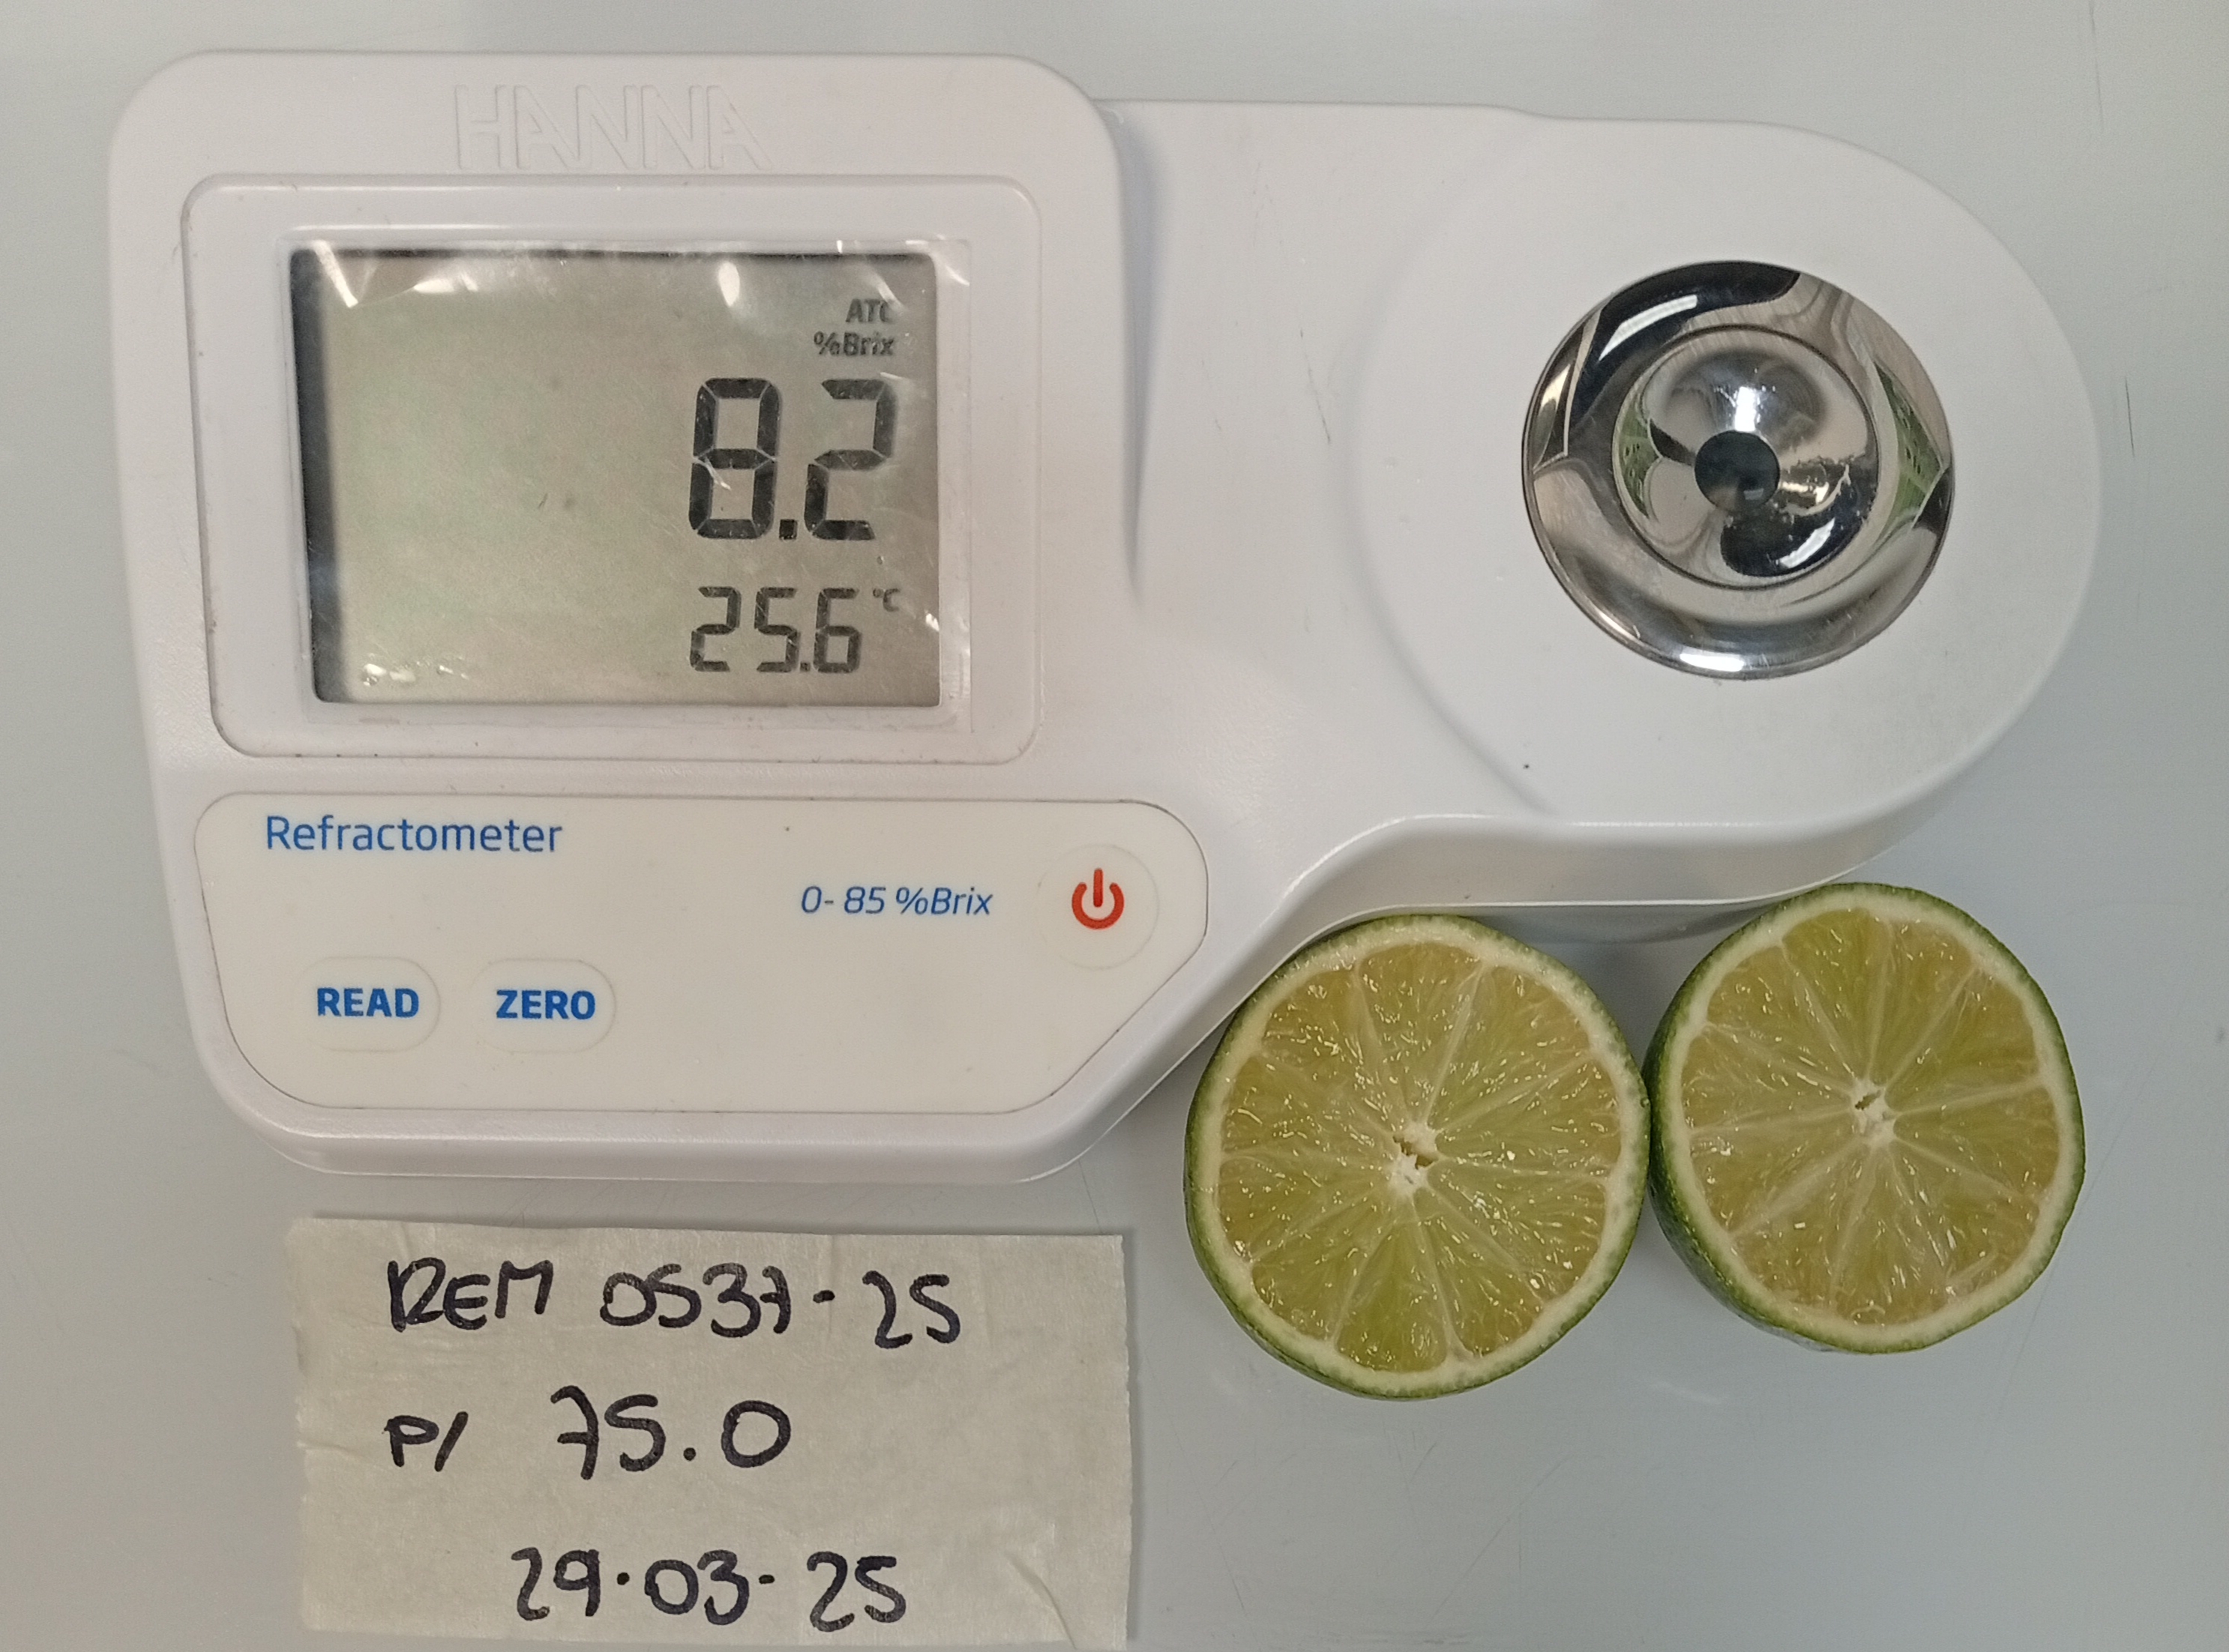 HANNA
ATC
%Brix
8.2
25.6 °C
Refractometer
0-85 %Brix
READ ZERO
REM 0537-25
P/ 75.0
29.03-25